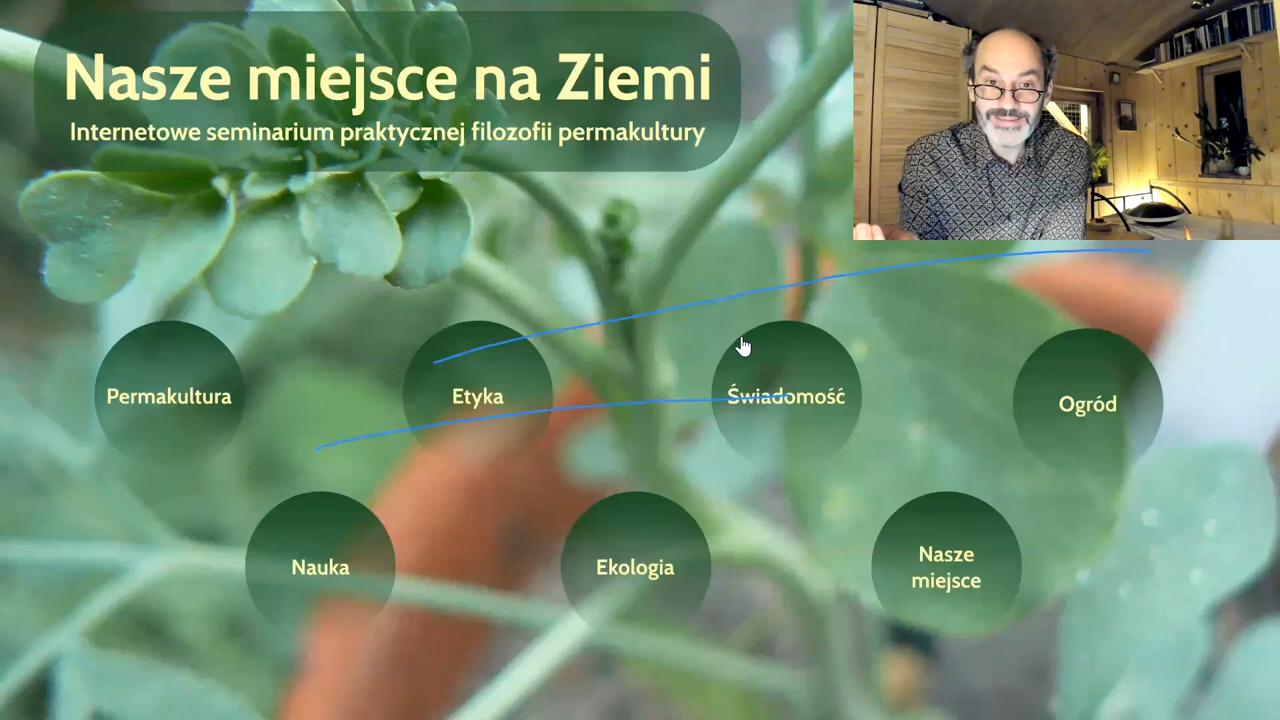 Nasze miejsce na Ziemi
Internetowe seminarium praktycznej filozofii permakultury
Permakultura
Etyka
Świadomość
Ogród
Nauka
Ekologia
Nasze
miejsce